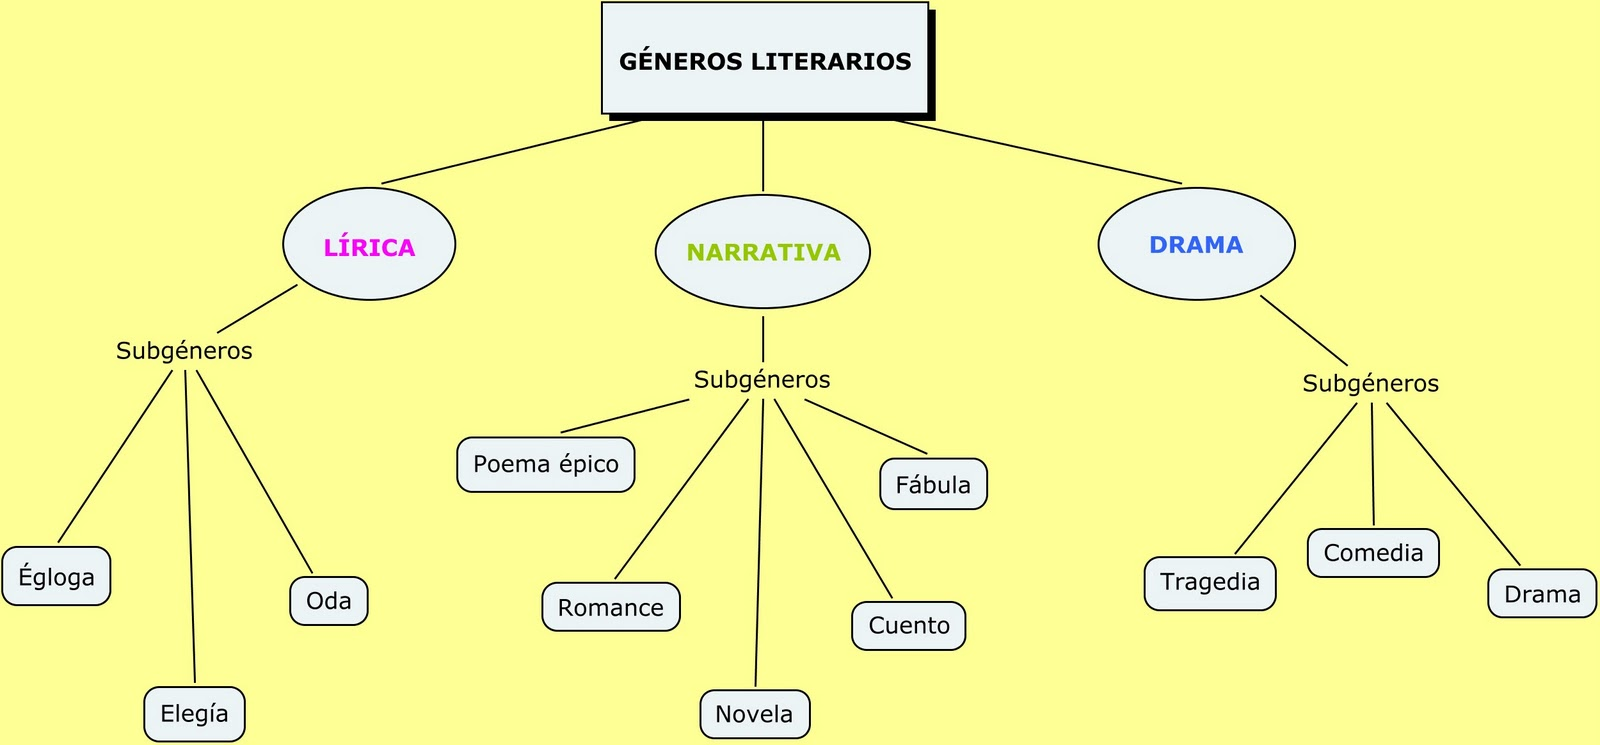 GÉNEROS LITERARIOS
LÍRICA
NARRATIVA
DRAMA
Subgéneros
Subgéneros
Subgéneros
Poema épico
Fábula
Égloga
Oda
Elegía
Romance
Novela
Cuento
Tragedia
Comedia
Drama